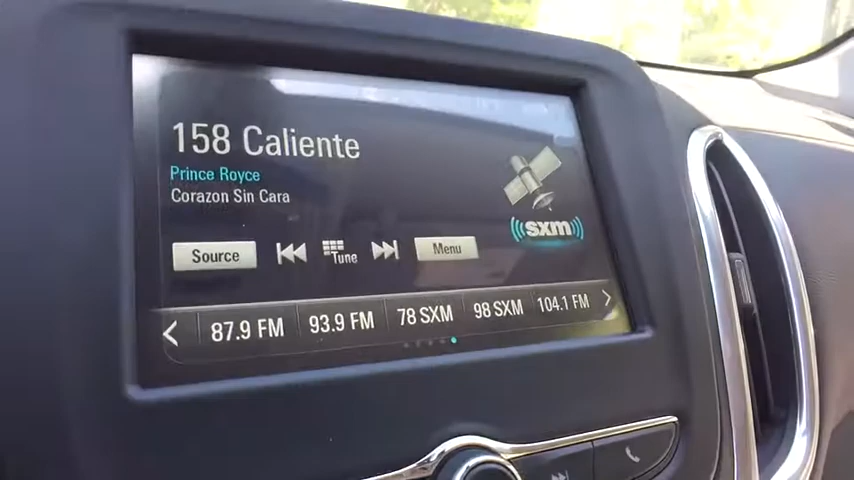 158 Caliente
Prince Royce
Corazon Sin Cara
sxm
Source Tune Menu
87.9 FM 93.9 FM 78 SXM 98 SXM 104.1 FM